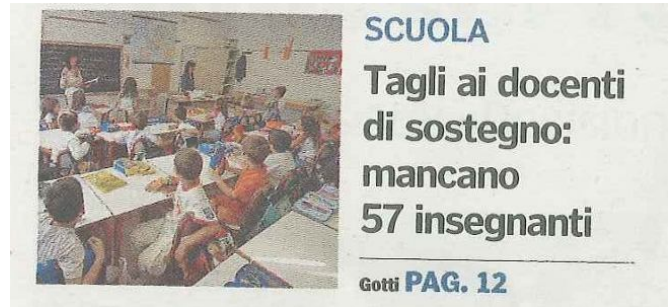 SCUOLA
Tagli ai docenti
di sostegno:
mancano
57 insegnanti
Gotti PAG. 12